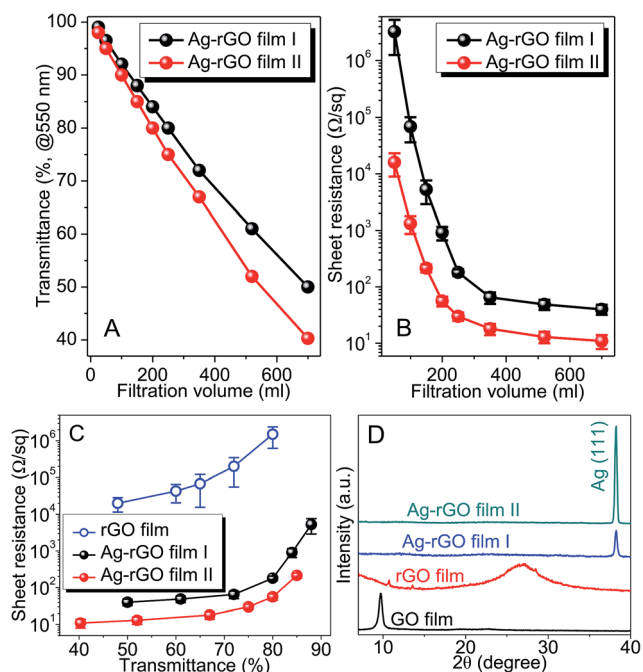 Transmittance (%, @550 nm)
100
90
80
70
60
50
40
Ag-rGO film I
Ag-rGO film II
A
0
200
400
600
Filtration volume (ml)
Sheet resistance (Ω/sq)
10^6
10^5
10^4
10^3
10^2
10^1
Ag-rGO film I
Ag-rGO film II
B
0
200
400
600
Filtration volume (ml)
Sheet resistance (Ω/sq)
10^6
10^5
10^4
10^3
10^2
10^1
C
rGO film
Ag-rGO film I
Ag-rGO film II
40
50
60
70
80
90
Transmittance (%)
Intensity (a.u.)
D
Ag (111)
Ag-rGO film II
Ag-rGO film I
rGO film
GO film
10
20
30
40
2θ (degree)